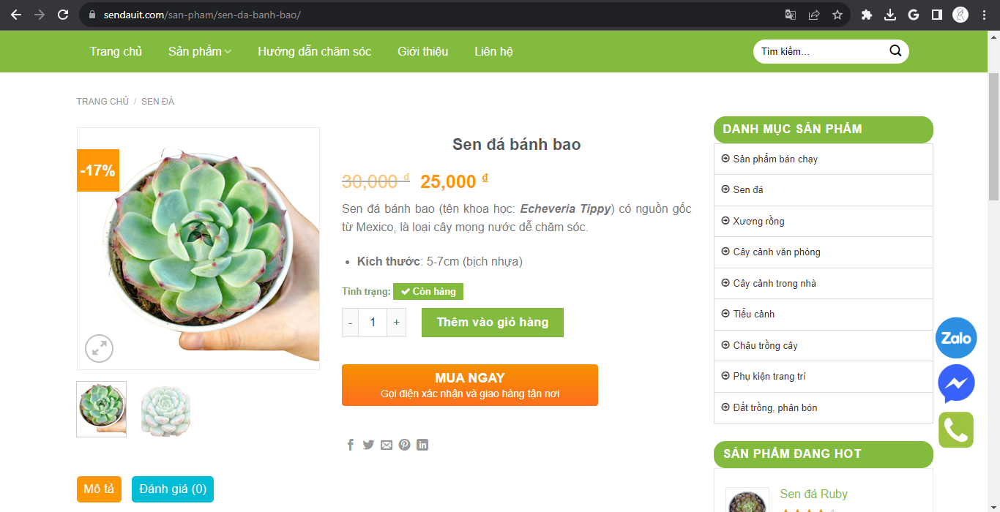 sendauit.com/san-pham/sen-da-banh-bao/
Trang chủ
Sản phẩm
Hướng dẫn chăm sóc
Giới thiệu
Liên hệ
Tìm kiếm…
TRANG CHỦ / SEN ĐÁ
-17%
Sen đá bánh bao
30,000 ₫ 25,000 ₫
Sen đá bánh bao (tên khoa học: Echeveria Tippy) có nguồn gốc
từ Mexico, là loại cây mọng nước dễ chăm sóc.
• Kích thước: 5-7cm (bịch nhựa)
Tình trạng: Còn hàng
- 1 +
Thêm vào giỏ hàng
MUA NGAY
Gọi điện xác nhận và giao hàng tận nơi
Mô tả
Đánh giá (0)
DANH MỤC SẢN PHẨM
Sản phẩm bán chạy
Sen đá
Xương rồng
Cây cảnh văn phòng
Cây cảnh trong nhà
Tiểu cảnh
Chậu trồng cây
Phụ kiện trang trí
Đất trồng, phân bón
Zalo
SẢN PHẨM ĐANG HOT
Sen đá Ruby